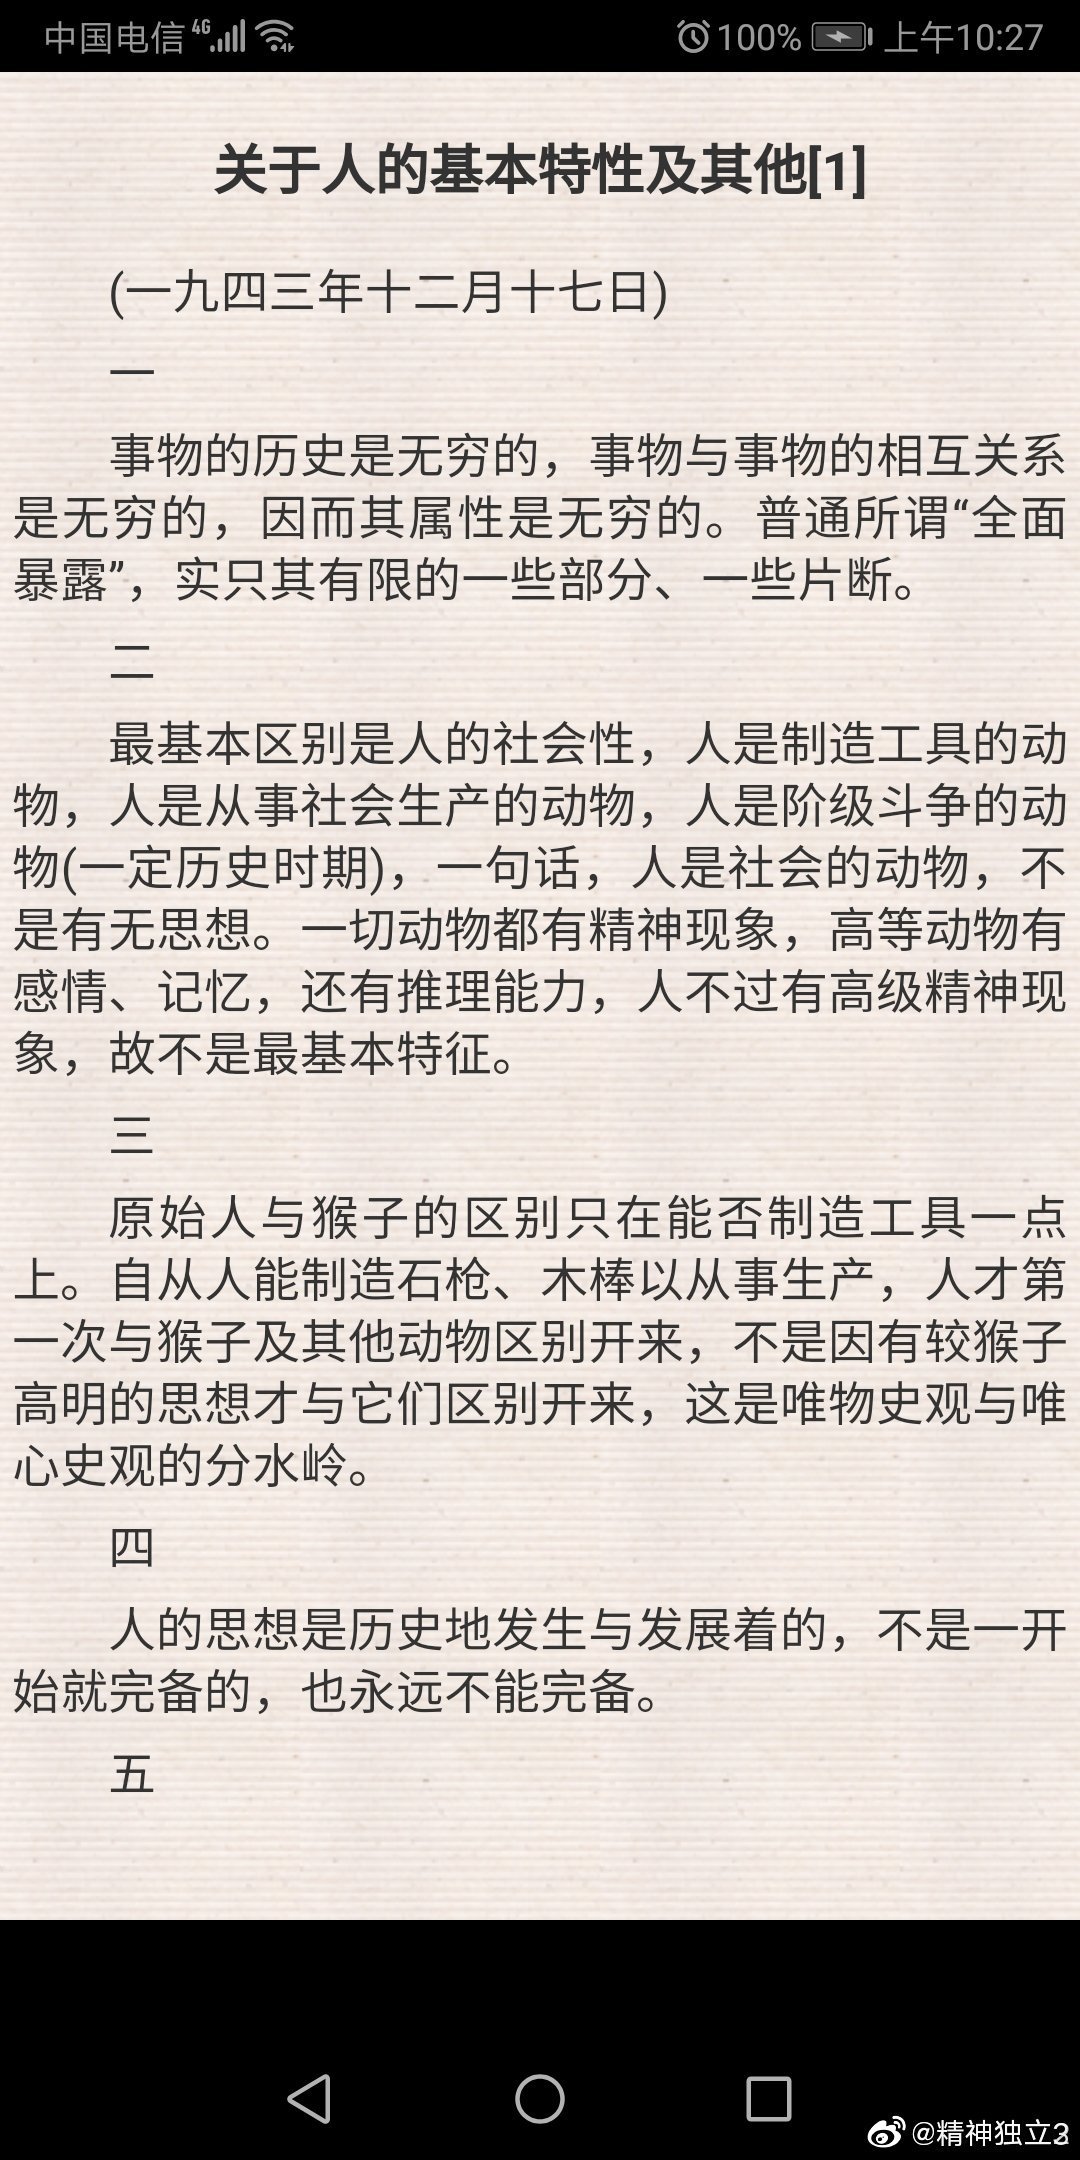 中国电信 4G
100% 上午10:27
关于人的基本特性及其他[1]
(一九四三年十二月十七日)
一
事物的历史是无穷的，事物与事物的相互关系
是无穷的，因而其属性是无穷的。普通所谓“全面
暴露”，实只其有限的一些部分、一些片断。
二
最基本区别是人的社会性，人是制造工具的动
物，人是从事社会生产的动物，人是阶级斗争的动
物(一定历史时期)，一句话，人是社会的动物，不
是有无思想。一切动物都有精神现象，高等动物有
感情、记忆，还有推理能力，人不过有高级精神现
象，故不是最基本特征。
三
原始人与猴子的区别只在能否制造工具一点
上。自从人能制造石枪、木棒以从事生产，人才第
一次与猴子及其他动物区别开来，不是因有较猴子
高明的思想才与它们区别开来，这是唯物史观与唯
心史观的分水岭。
四
人的思想是历史地发生与发展着的，不是一开
始就完备的，也永远不能完备。
五
@精神独立3